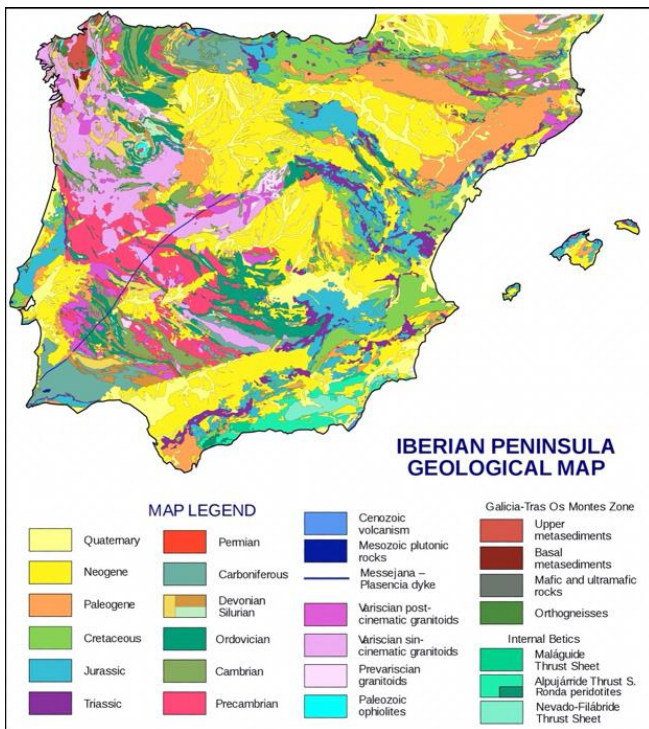 IBERIAN PENINSULA
GEOLOGICAL MAP
MAP LEGEND
Quaternary
Neogene
Paleogene
Cretaceous
Jurassic
Triassic
Permian
Carboniferous
Devonian
Silurian
Ordovician
Cambrian
Precambrian
Cenozoic
volcanism
Mesozoic plutonic
rocks
Messejana –
Plasencia dyke
Variscan post-
cinematic granitoids
Variscan sin-
cinematic granitoids
Prevariscan
granitoids
Paleozoic
ophiolites
Galicia-Tras Os Montes Zone
Upper
metasediments
Basal
metasediments
Mafic and ultramafic
rocks
Orthogneisses
Internal Betics
Maláguide
Thrust Sheet
Alpujárride Thrust S.
Ronda peridotites
Nevado-Filábride
Thrust Sheet